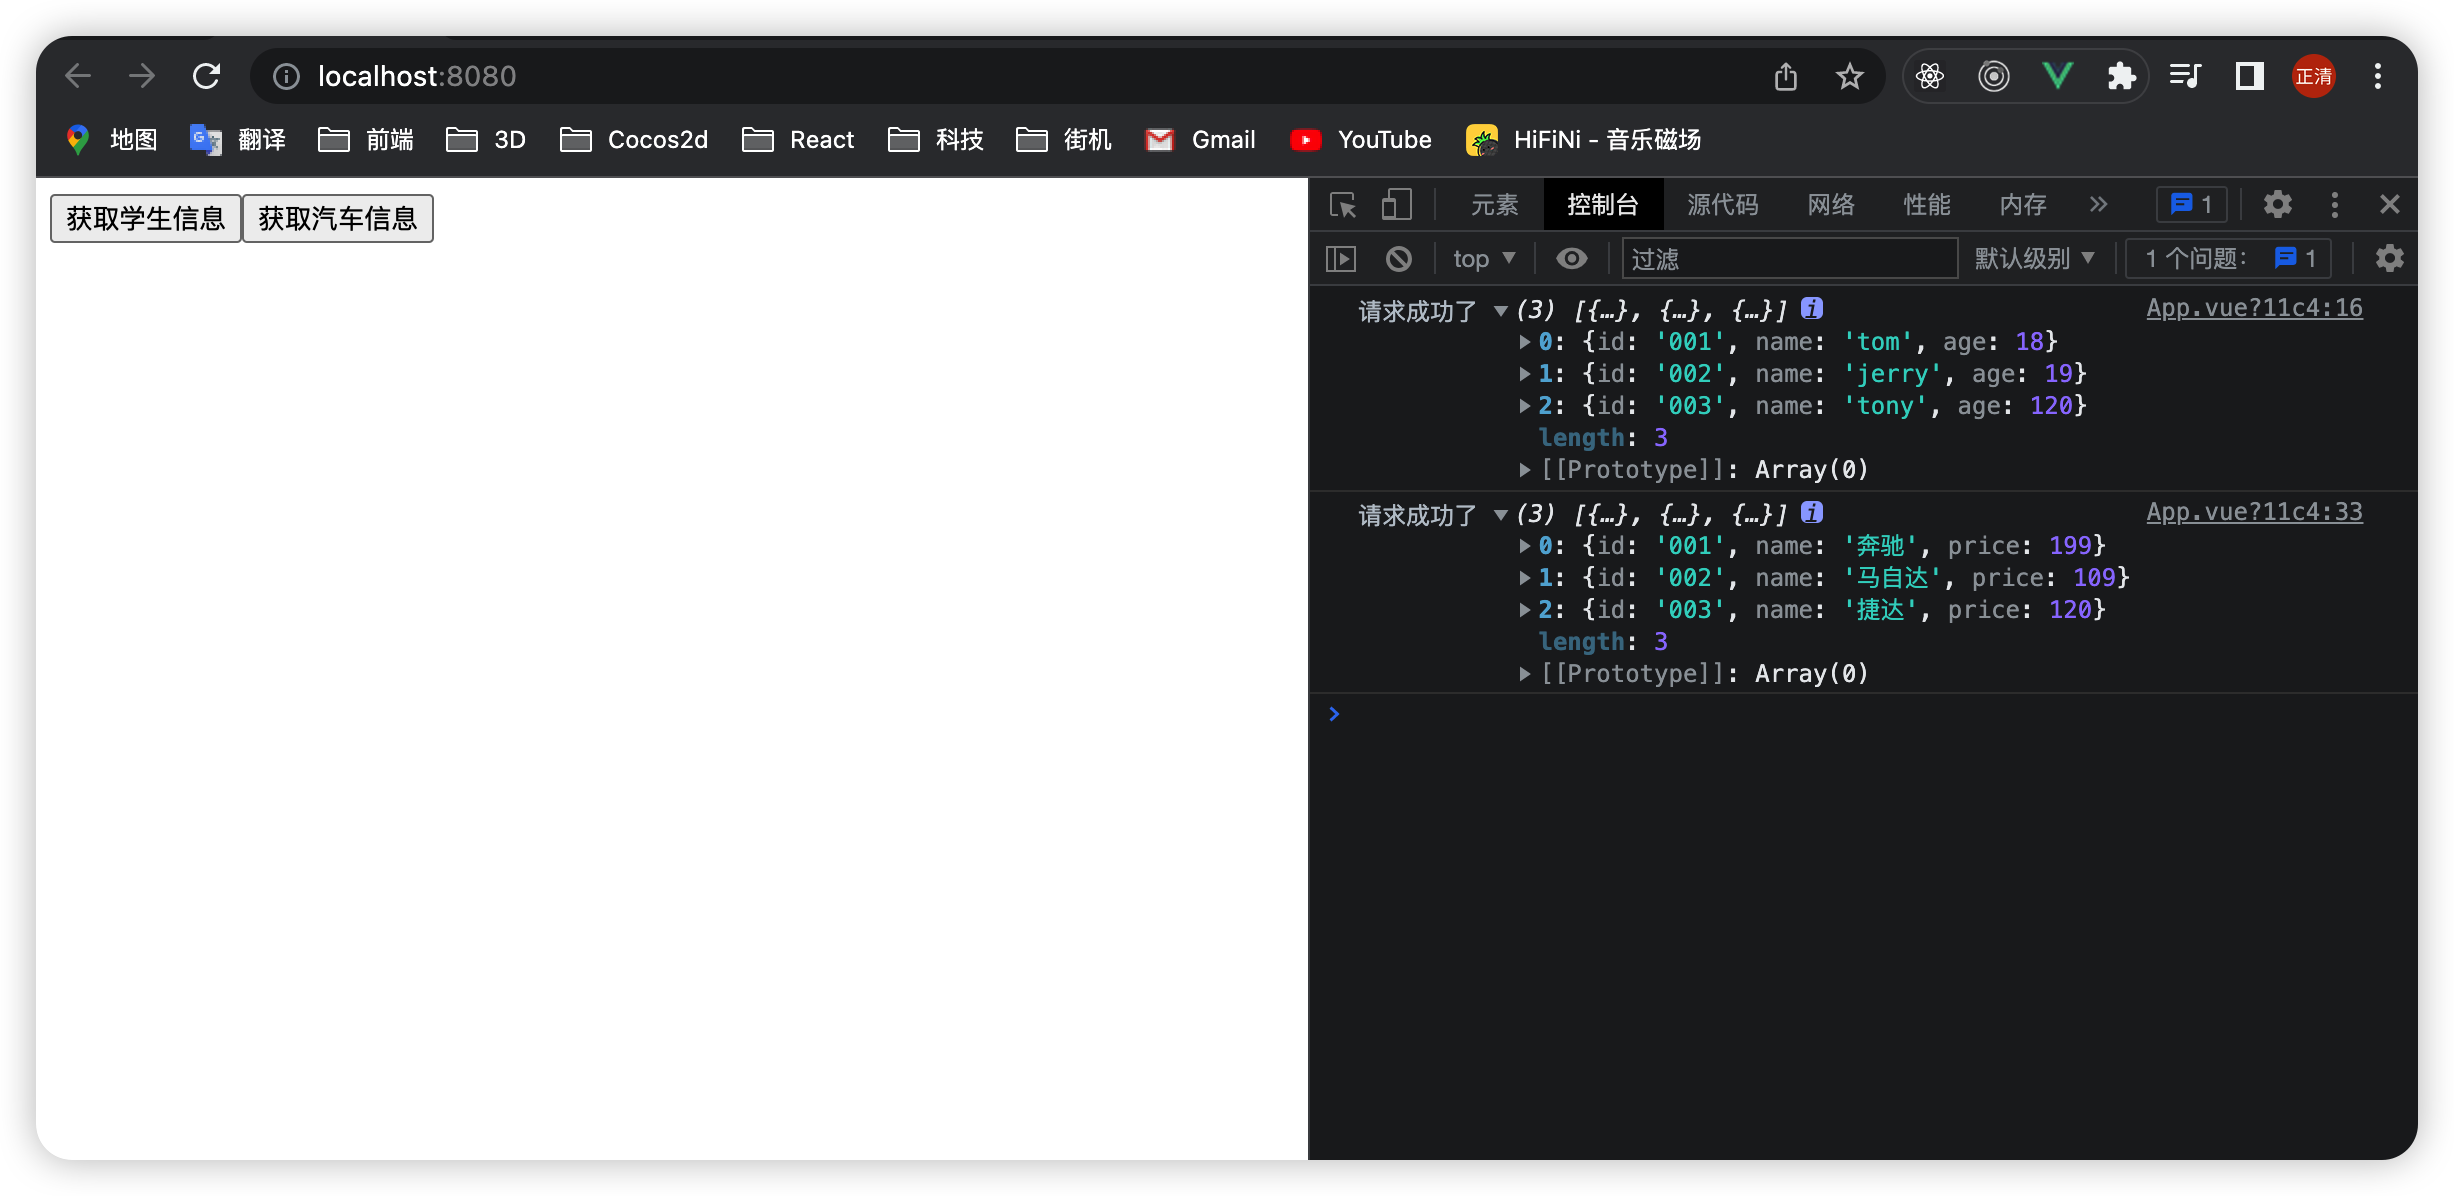 localhost:8080
正清
地图 翻译 前端 3D Cocos2d React 科技 街机 Gmail YouTube HiFiNi - 音乐磁场
获取学生信息 获取汽车信息
元素 控制台 源代码 网络 性能 内存 » 1
top 过滤 默认级别 1 个问题: 1
请求成功了 (3) [{…}, {…}, {…}] i App.vue?11c4:16
0: {id: '001', name: 'tom', age: 18}
1: {id: '002', name: 'jerry', age: 19}
2: {id: '003', name: 'tony', age: 120}
length: 3
[[Prototype]]: Array(0)
请求成功了 (3) [{…}, {…}, {…}] i App.vue?11c4:33
0: {id: '001', name: '奔驰', price: 199}
1: {id: '002', name: '马自达', price: 109}
2: {id: '003', name: '捷达', price: 120}
length: 3
[[Prototype]]: Array(0)